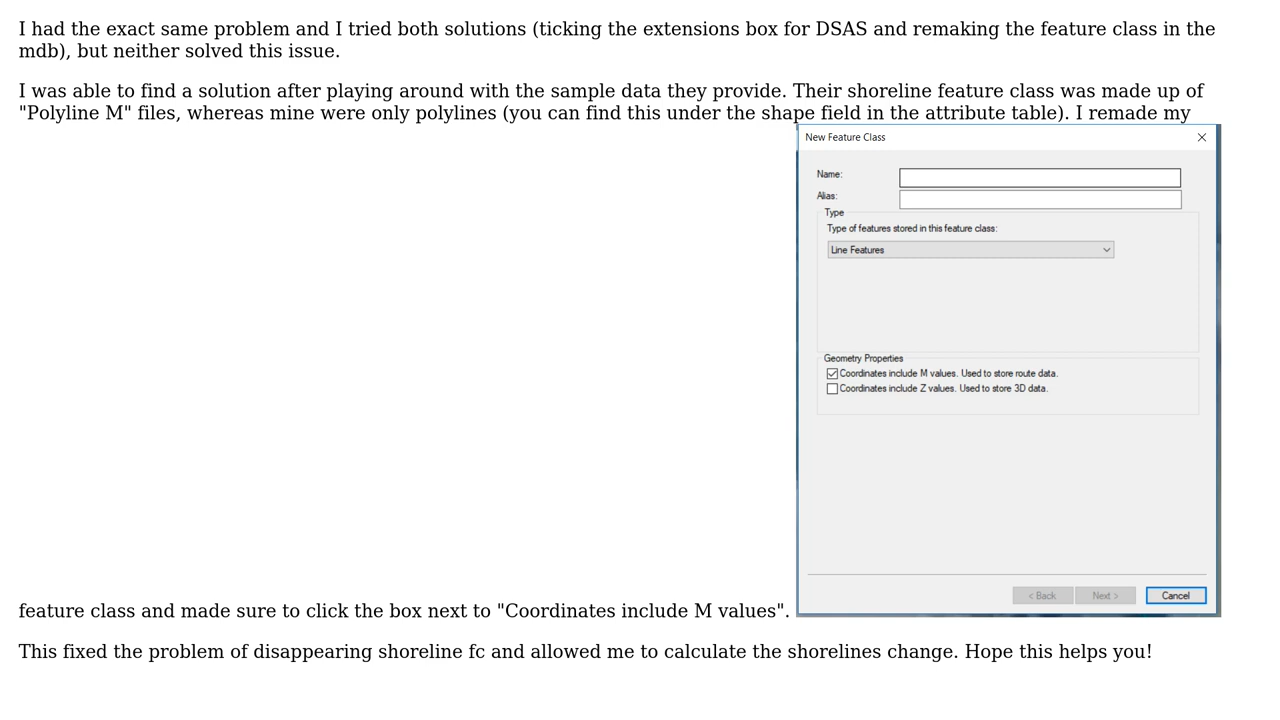 I had the exact same problem and I tried both solutions (ticking the extensions box for DSAS and remaking the feature class in the
mdb), but neither solved this issue.
I was able to find a solution after playing around with the sample data they provide. Their shoreline feature class was made up of
"Polyline M" files, whereas mine were only polylines (you can find this under the shape field in the attribute table). I remade my
New Feature Class
Name:
Alias:
Type
Type of features stored in this feature class:
Line Features
Geometry Properties
Coordinates include M values. Used to store route data.
Coordinates include Z values. Used to store 3D data.
< Back Next > Cancel
feature class and made sure to click the box next to "Coordinates include M values".
This fixed the problem of disappearing shoreline fc and allowed me to calculate the shorelines change. Hope this helps you!